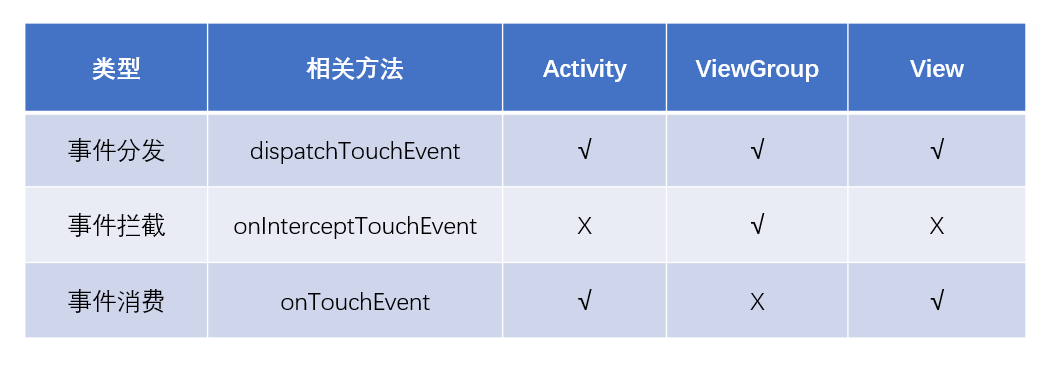 类型 相关方法 Activity ViewGroup View
事件分发 dispatchTouchEvent √ √ √
事件拦截 onInterceptTouchEvent X √ X
事件消费 onTouchEvent √ X √